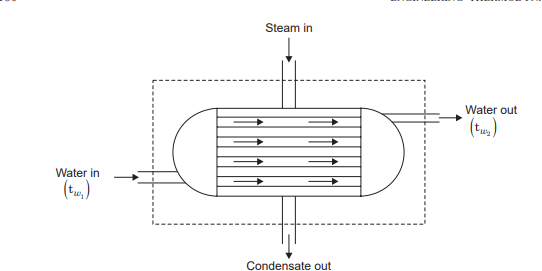 Steam in
Water out
(t_{w_2})
Water in
(t_{w_1})
Condensate out